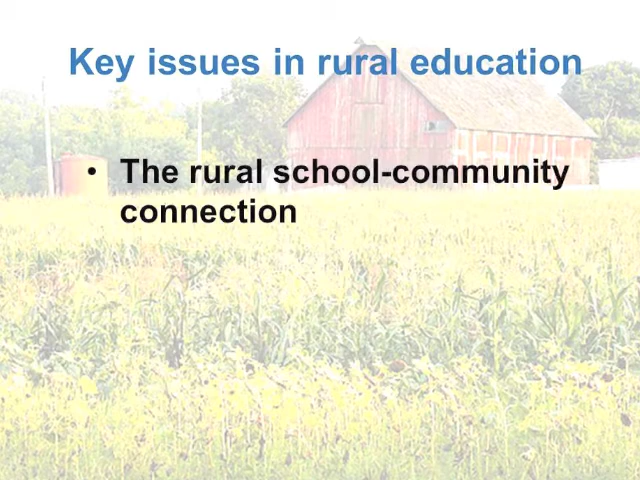 Key issues in rural education
• The rural school-community
connection